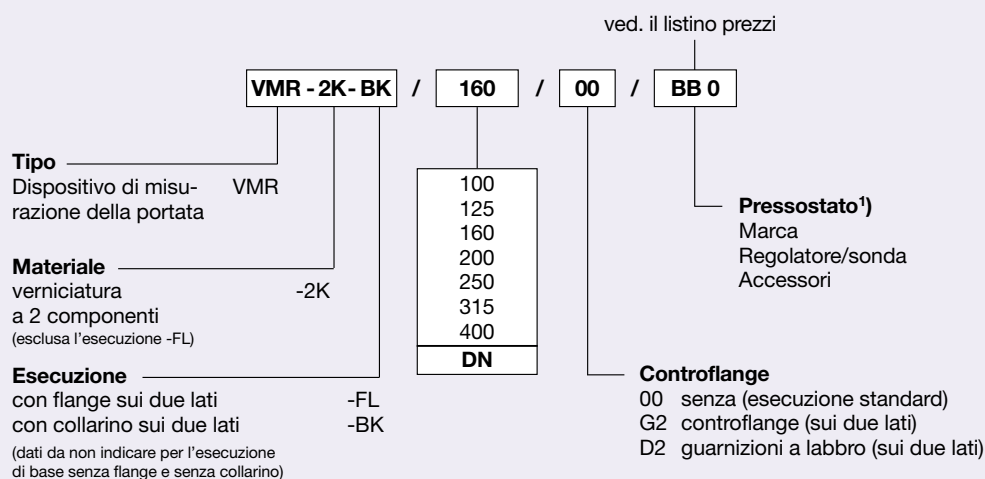 ved. il listino prezzi
VMR - 2K - BK / 160 / 00 / BB 0
Tipo
Dispositivo di misu- VMR
razione della portata
Materiale
verniciatura -2K
a 2 componenti
(esclusa l'esecuzione -FL)
Esecuzione
con flange sui due lati -FL
con collarino sui due lati -BK
(dati da non indicare per l'esecuzione
di base senza flange e senza collarino)
100
125
160
200
250
315
400
DN
Pressostato¹)
Marca
Regolatore/sonda
Accessori
Controflange
00 senza (esecuzione standard)
G2 controflange (sui due lati)
D2 guarnizioni a labbro (sui due lati)